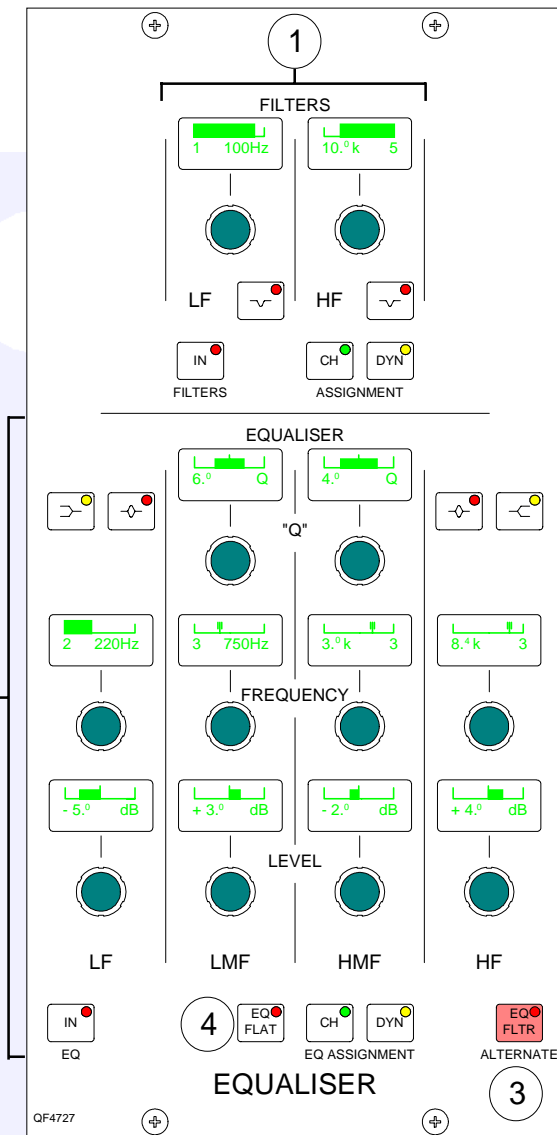 1
FILTERS
1 100Hz
10.⁰ k 5
LF
HF
IN
CH
DYN
FILTERS
ASSIGNMENT
EQUALISER
6.⁰ Q
4.⁰ Q
"Q"
2 220Hz
3 750Hz
3.⁰ k 3
8.⁴ k 3
FREQUENCY
- 5.⁰ dB
+ 3.⁰ dB
- 2.⁰ dB
+ 4.⁰ dB
LEVEL
LF
LMF
HMF
HF
IN
4
EQ
FLAT
CH
DYN
EQ
FLTR
EQ
EQ ASSIGNMENT
ALTERNATE
EQUALISER
3
QF4727